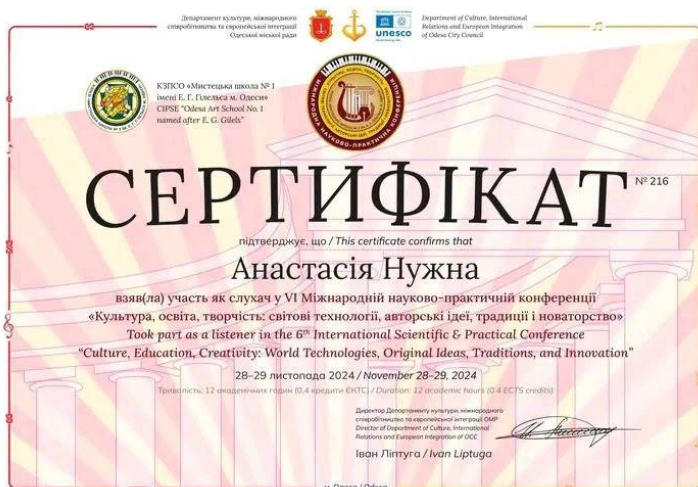 Департамент культури, міжнародного
співробітництва та європейської інтеграції
Одеської міської ради
unesco
Department of Culture, International
Relations and European Integration
of Odesa City Council
КЗПСО «Мистецька школа № 1
імені Е. Г. Гілельса м. Одеси»
CIPSE "Odesa Art School No. 1
named after E. G. Gilels"
МІЖНАРОДНА НАУКОВО-ПРАКТИЧНА КОНФЕРЕНЦІЯ
СЕРТИФІКАТ
№ 216
підтверджує, що / This certificate confirms that
Анастасія Нужна
взяв(ла) участь як слухач у VI Міжнародній науково-практичній конференції
«Культура, освіта, творчість: світові технології, авторські ідеї, традиції і новаторство»
Took part as a listener in the 6th International Scientific & Practical Conference
"Culture, Education, Creativity: World Technologies, Original Ideas, Traditions, and Innovation"
28–29 листопада 2024 / November 28–29, 2024
Тривалість: 12 академічних годин (0,4 кредити ЄКТС) / Duration: 12 academic hours (0.4 ECTS credits)
Директор Департаменту культури, міжнародного
співробітництва та європейської інтеграції ОМР
Director of Department of Culture, International
Relations and European Integration of OCC
Іван Ліптуга / Ivan Liptuga
м. Одеса / Odesa